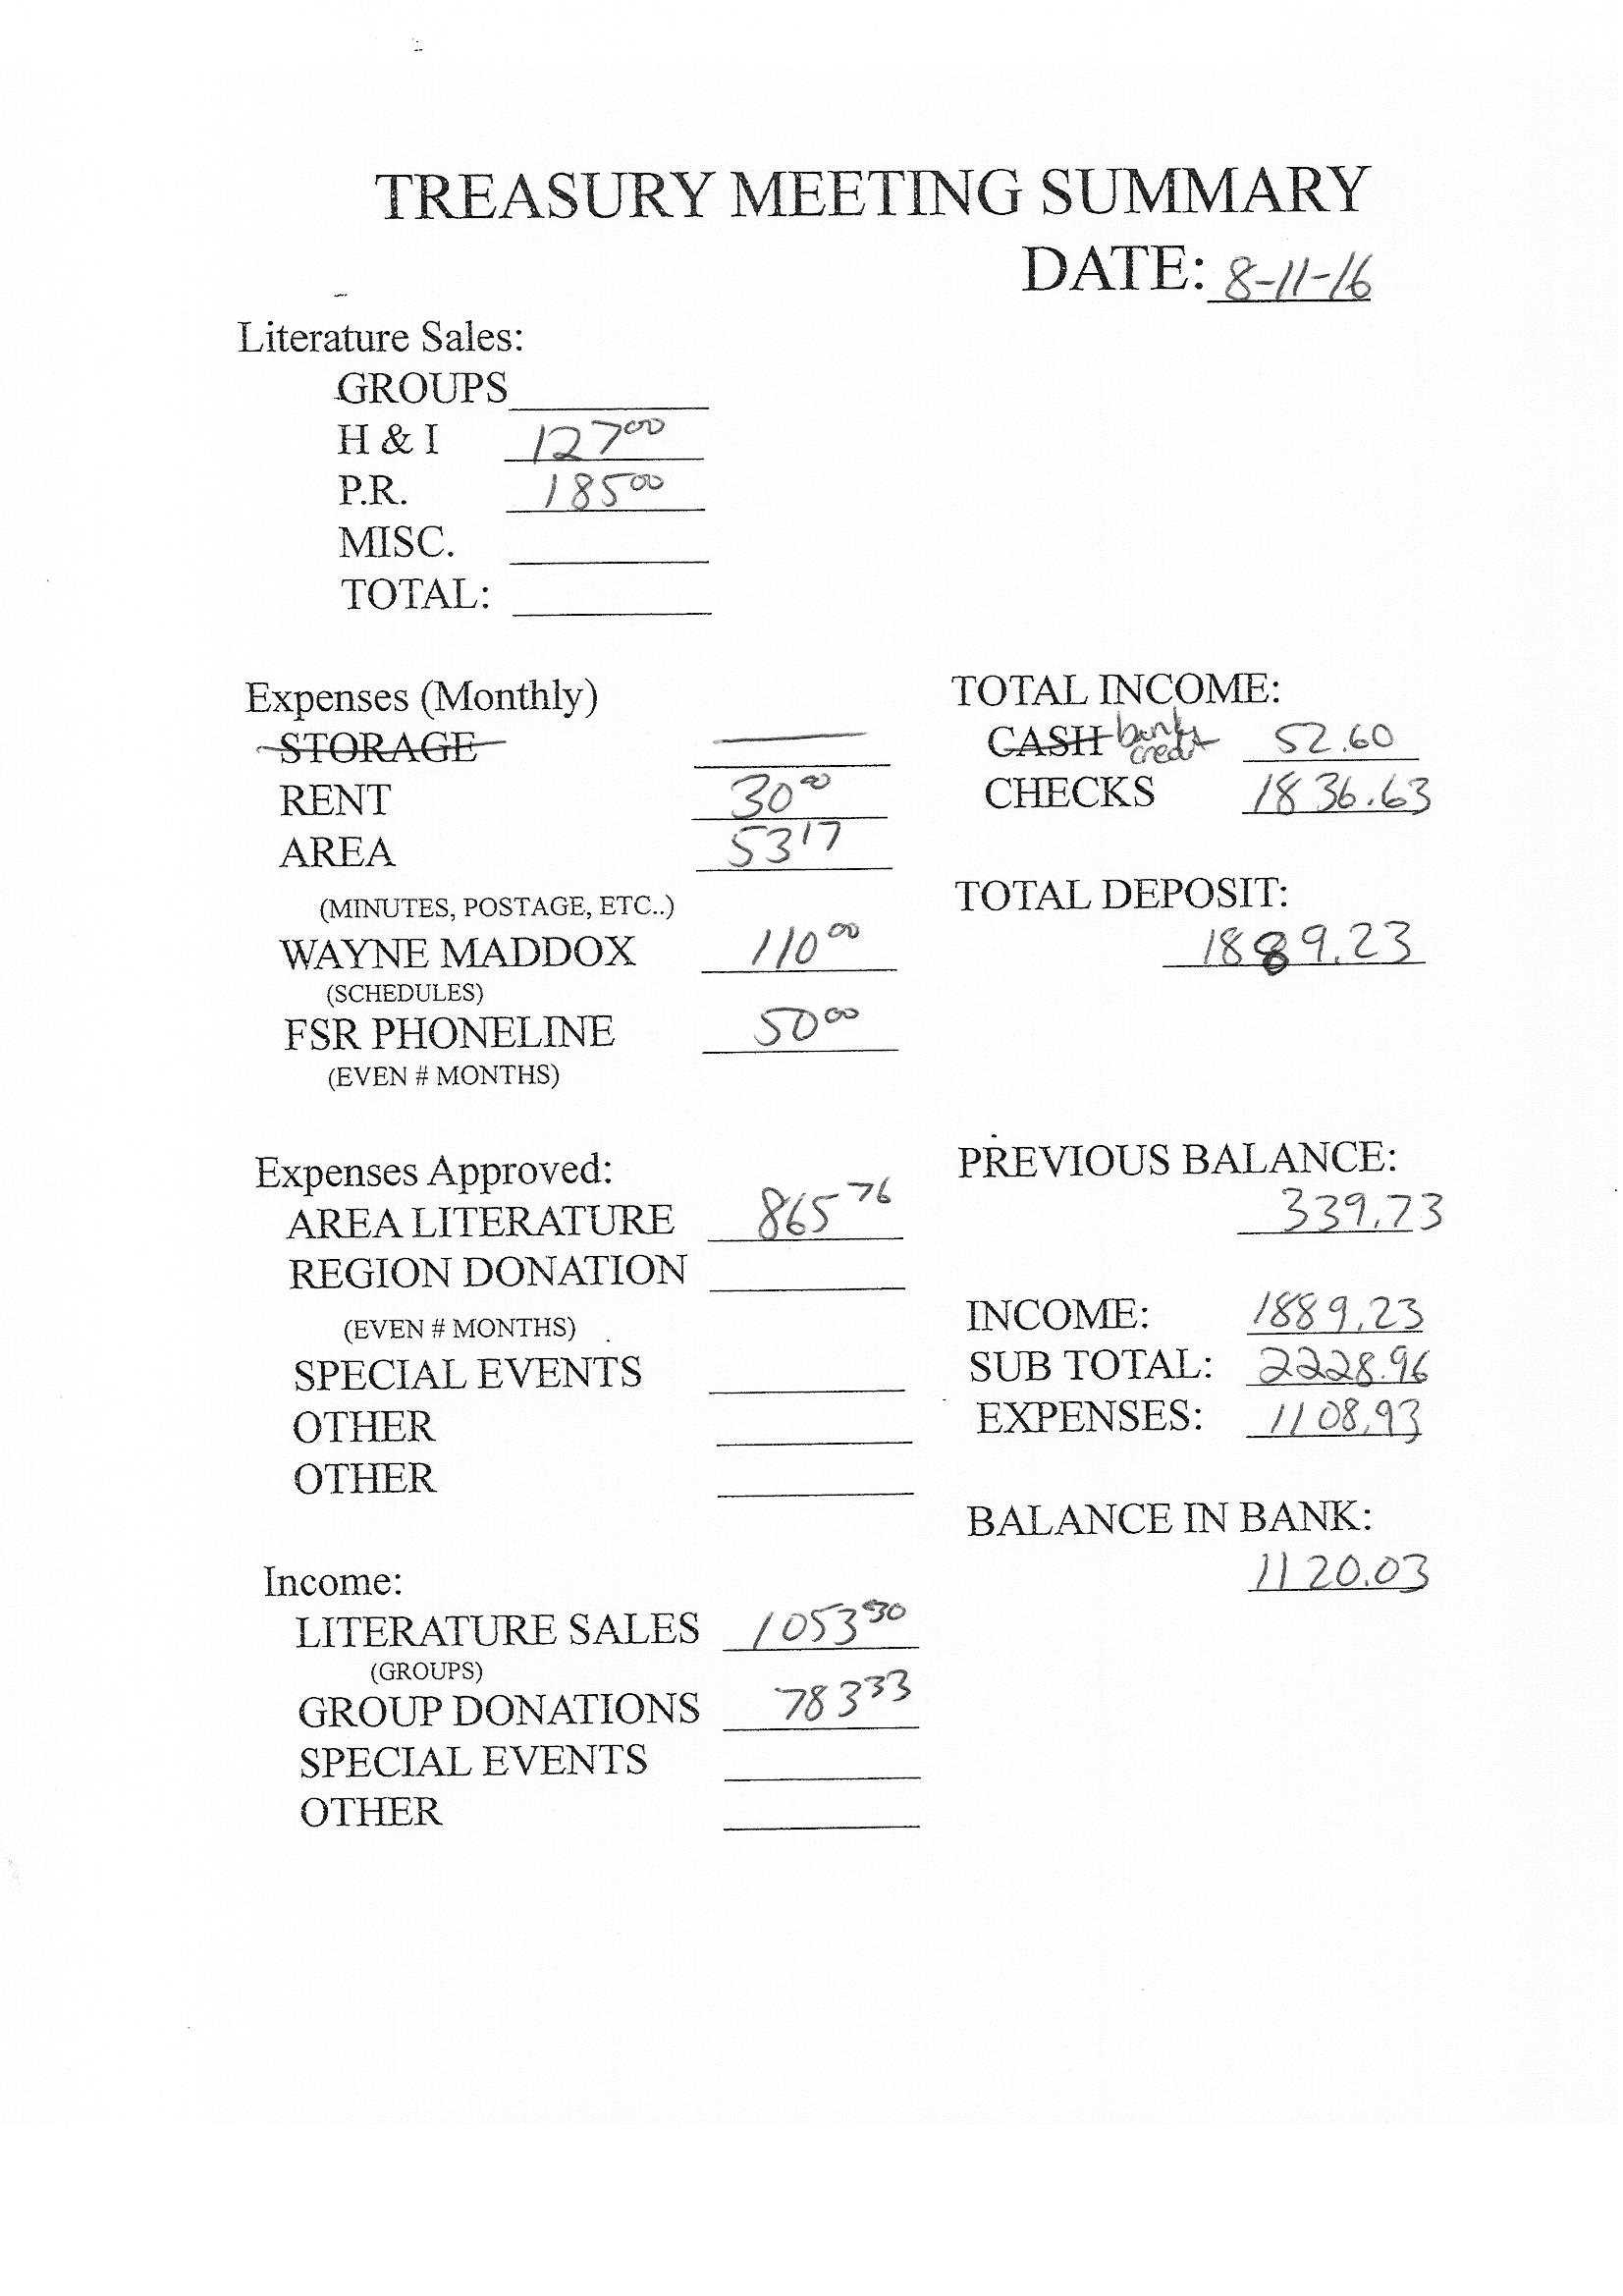 TREASURY MEETING SUMMARY
DATE: 8-11-16
Literature Sales:
GROUPS
H & I 127 00
P.R. 185 00
MISC.
TOTAL:
Expenses (Monthly)
STORAGE —
RENT 30 00
AREA 53 17
(MINUTES, POSTAGE, ETC..)
WAYNE MADDOX 110 00
(SCHEDULES)
FSR PHONELINE 50 00
(EVEN # MONTHS)
Expenses Approved:
AREA LITERATURE 865 76
REGION DONATION
(EVEN # MONTHS)
SPECIAL EVENTS
OTHER
OTHER
Income:
LITERATURE SALES 1053 30
(GROUPS)
GROUP DONATIONS 783 33
SPECIAL EVENTS
OTHER
TOTAL INCOME:
CASH bank credit 52.60
CHECKS 1836.63
TOTAL DEPOSIT:
1889.23
PREVIOUS BALANCE:
339.73
INCOME: 1889.23
SUB TOTAL: 2228.96
EXPENSES: 1108.93
BALANCE IN BANK:
1120.03